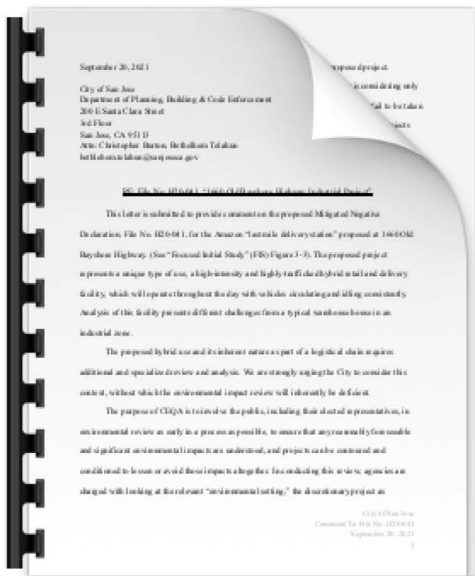 September 20, 2021
City of San Jose
Department of Planning, Building & Code Enforcement
200 E Santa Clara Street
3rd Floor
San Jose, CA 95113
Attn: Christopher Burton, Bethelhem Telahun
bethlehem.telahun@sanjoseca.gov
proposed project.
is considering only
fail to be taken
RE: File No. H20-041, "1660 Old Bayshore Highway Industrial Project"
This letter is submitted to provide comment on the proposed Mitigated Negative
Declaration, File No. H20-041, for the Amazon "last mile delivery station" proposed at 1660 Old
Bayshore Highway. (See "Focused Initial Study" (FIS) Figure 3-3). The proposed project
represents a unique type of use, a high-intensity and highly-trafficked hybrid retail and delivery
facility, which will operate throughout the day with vehicles circulating and idling consistently.
Analysis of this facility presents different challenges from a typical warehouse house in an
industrial zone.
The proposed hybrid use and its inherent nature as part of a logistical chain requires
additional and specialized review and analysis. We are strongly urging the City to consider this
context, without which the environmental impact review will inherently be deficient.
The purpose of CEQA is to involve the public, including their elected representatives, in
environmental review as early in a process as possible, to ensure that any reasonably foreseeable
and significant environmental impacts are understood, and projects can be contoured and
conditioned to lessen or avoid those impacts altogether. In conducting this review, agencies are
charged with looking at the relevant "environmental setting," the discretionary project as
City of San Jose
Comment To File No. H20-041
September 20, 2021
1